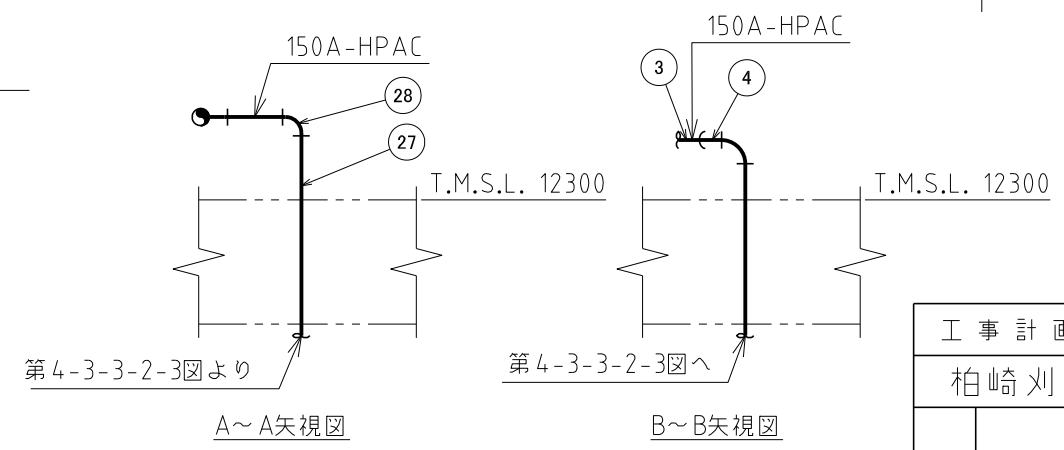 150A-HPAC
28
27
T.M.S.L. 12300
第4-3-3-2-3図より
A～A矢視図
150A-HPAC
3
4
T.M.S.L. 12300
第4-3-3-2-3図へ
B～B矢視図
工事計画
柏崎刈